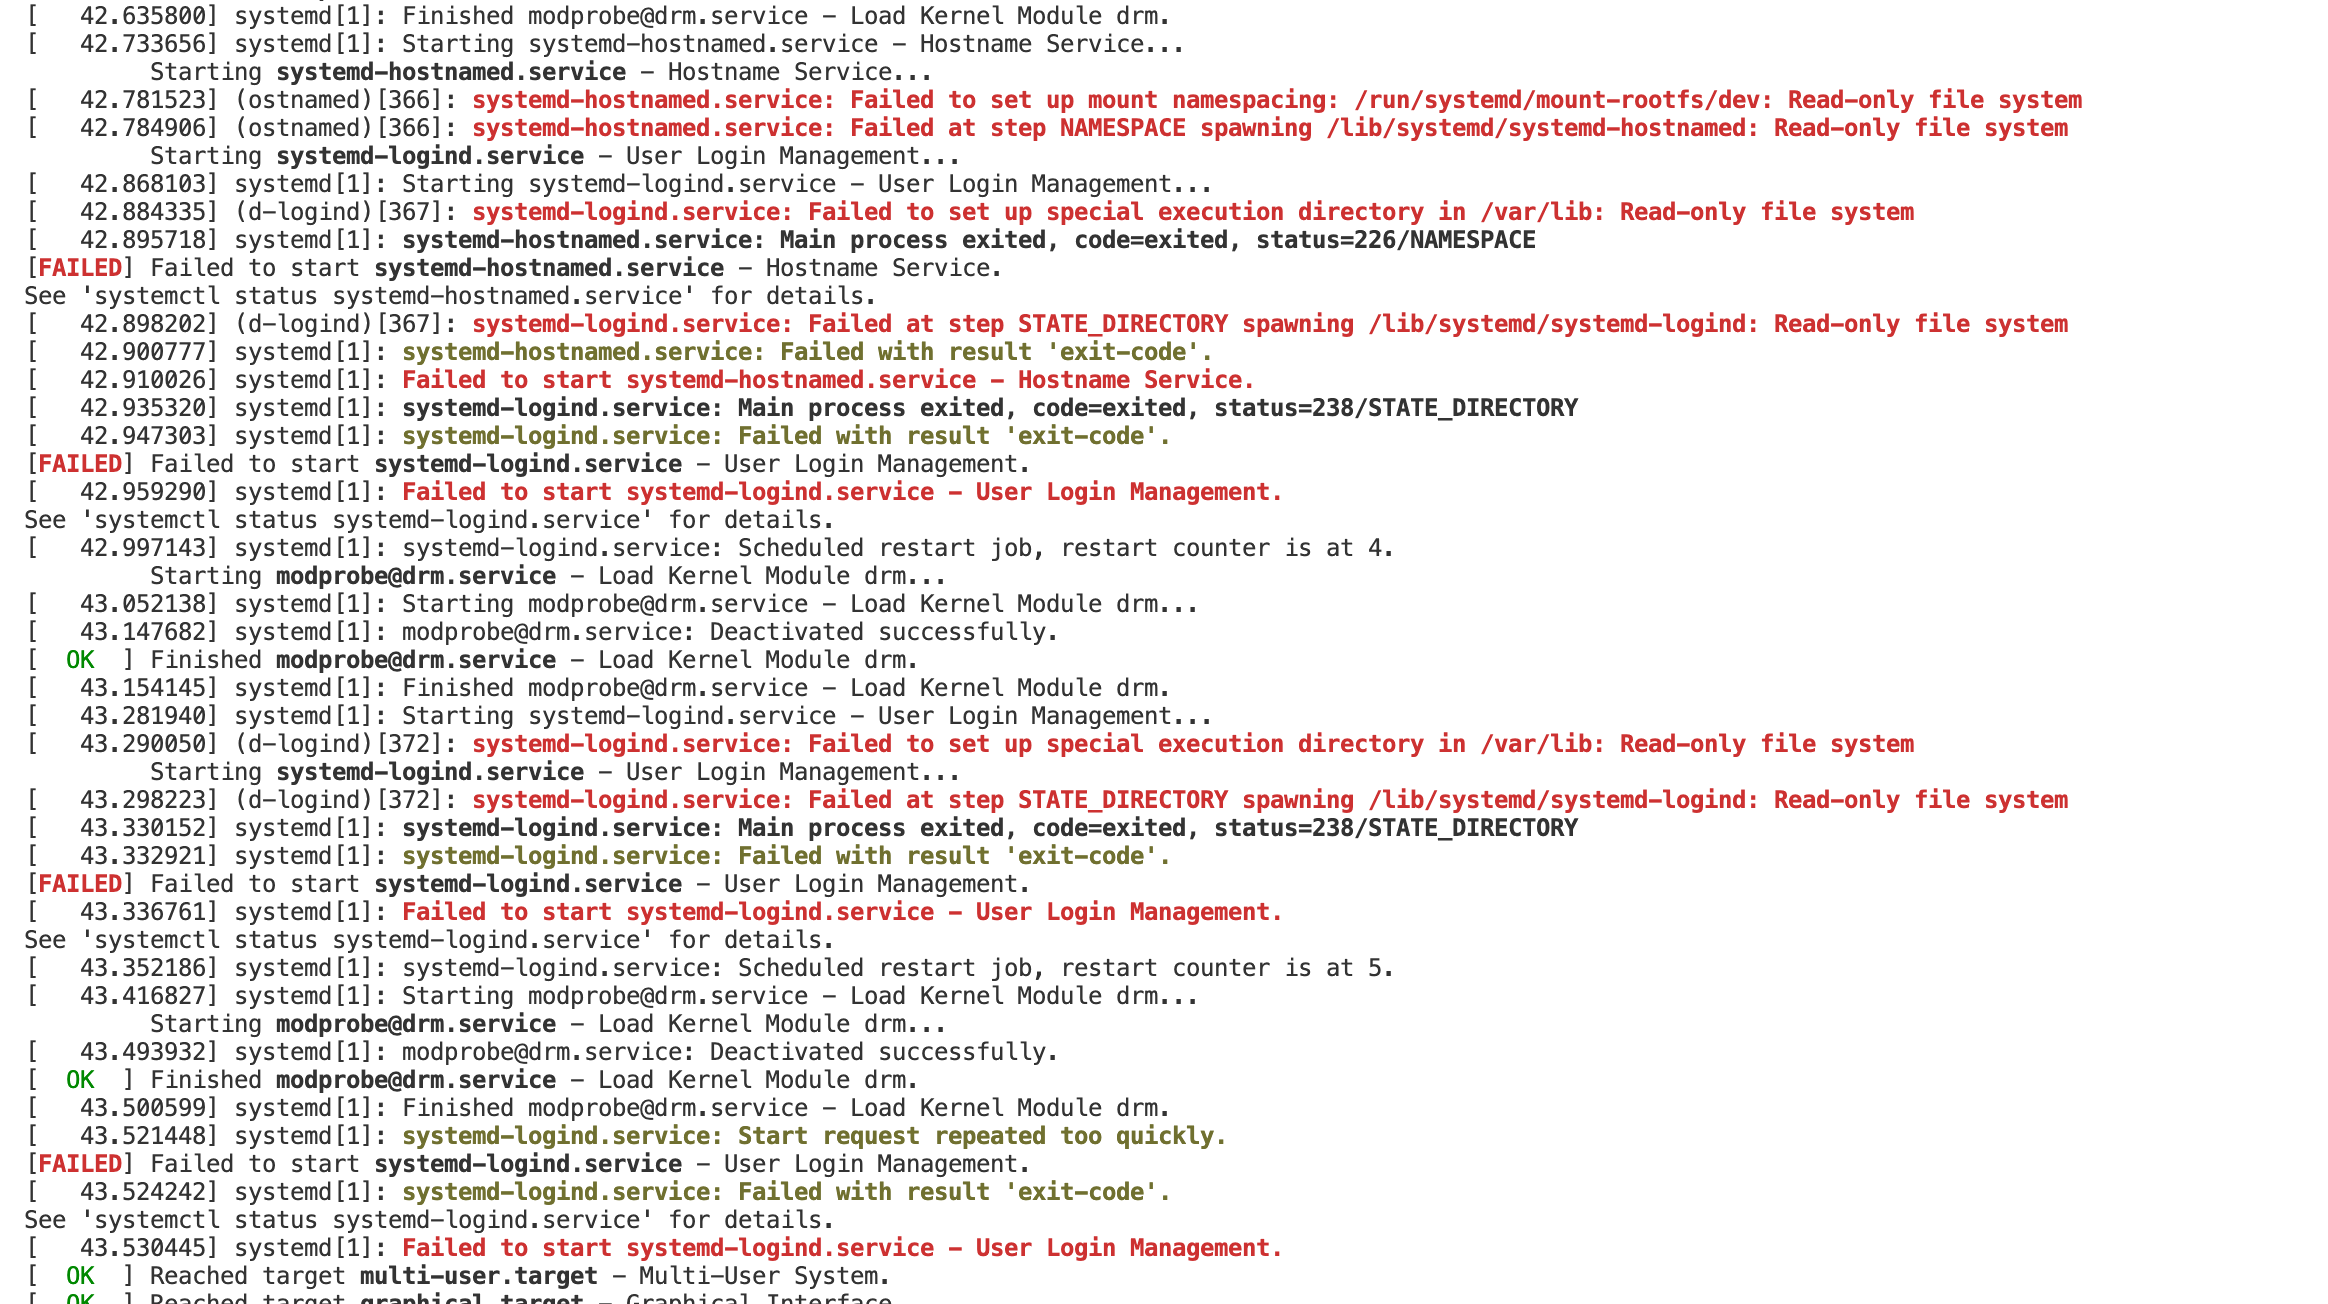 [   42.635800] systemd[1]: Finished modprobe@drm.service – Load Kernel Module drm.
[   42.733656] systemd[1]: Starting systemd-hostnamed.service – Hostname Service...
         Starting systemd-hostnamed.service – Hostname Service...
[   42.781523] (ostnamed)[366]: systemd-hostnamed.service: Failed to set up mount namespacing: /run/systemd/mount-rootfs/dev: Read-only file system
[   42.784906] (ostnamed)[366]: systemd-hostnamed.service: Failed at step NAMESPACE spawning /lib/systemd/systemd-hostnamed: Read-only file system
         Starting systemd-logind.service – User Login Management...
[   42.868103] systemd[1]: Starting systemd-logind.service – User Login Management...
[   42.884335] (d-logind)[367]: systemd-logind.service: Failed to set up special execution directory in /var/lib: Read-only file system
[   42.895718] systemd[1]: systemd-hostnamed.service: Main process exited, code=exited, status=226/NAMESPACE
[FAILED] Failed to start systemd-hostnamed.service – Hostname Service.
See 'systemctl status systemd-hostnamed.service' for details.
[   42.898202] (d-logind)[367]: systemd-logind.service: Failed at step STATE_DIRECTORY spawning /lib/systemd/systemd-logind: Read-only file system
[   42.900777] systemd[1]: systemd-hostnamed.service: Failed with result 'exit-code'.
[   42.910026] systemd[1]: Failed to start systemd-hostnamed.service – Hostname Service.
[   42.935320] systemd[1]: systemd-logind.service: Main process exited, code=exited, status=238/STATE_DIRECTORY
[   42.947303] systemd[1]: systemd-logind.service: Failed with result 'exit-code'.
[FAILED] Failed to start systemd-logind.service – User Login Management.
[   42.959290] systemd[1]: Failed to start systemd-logind.service – User Login Management.
See 'systemctl status systemd-logind.service' for details.
[   42.997143] systemd[1]: systemd-logind.service: Scheduled restart job, restart counter is at 4.
         Starting modprobe@drm.service – Load Kernel Module drm...
[   43.052138] systemd[1]: Starting modprobe@drm.service – Load Kernel Module drm...
[   43.147682] systemd[1]: modprobe@drm.service: Deactivated successfully.
[  OK  ] Finished modprobe@drm.service – Load Kernel Module drm.
[   43.154145] systemd[1]: Finished modprobe@drm.service – Load Kernel Module drm.
[   43.281940] systemd[1]: Starting systemd-logind.service – User Login Management...
[   43.290050] (d-logind)[372]: systemd-logind.service: Failed to set up special execution directory in /var/lib: Read-only file system
         Starting systemd-logind.service – User Login Management...
[   43.298223] (d-logind)[372]: systemd-logind.service: Failed at step STATE_DIRECTORY spawning /lib/systemd/systemd-logind: Read-only file system
[   43.330152] systemd[1]: systemd-logind.service: Main process exited, code=exited, status=238/STATE_DIRECTORY
[   43.332921] systemd[1]: systemd-logind.service: Failed with result 'exit-code'.
[FAILED] Failed to start systemd-logind.service – User Login Management.
[   43.336761] systemd[1]: Failed to start systemd-logind.service – User Login Management.
See 'systemctl status systemd-logind.service' for details.
[   43.352186] systemd[1]: systemd-logind.service: Scheduled restart job, restart counter is at 5.
[   43.416827] systemd[1]: Starting modprobe@drm.service – Load Kernel Module drm...
         Starting modprobe@drm.service – Load Kernel Module drm...
[   43.493932] systemd[1]: modprobe@drm.service: Deactivated successfully.
[  OK  ] Finished modprobe@drm.service – Load Kernel Module drm.
[   43.500599] systemd[1]: Finished modprobe@drm.service – Load Kernel Module drm.
[   43.521448] systemd[1]: systemd-logind.service: Start request repeated too quickly.
[FAILED] Failed to start systemd-logind.service – User Login Management.
[   43.524242] systemd[1]: systemd-logind.service: Failed with result 'exit-code'.
See 'systemctl status systemd-logind.service' for details.
[   43.530445] systemd[1]: Failed to start systemd-logind.service – User Login Management.
[  OK  ] Reached target multi-user.target – Multi-User System.
[  OK  ] Reached target graphical.target – Graphical Interface.